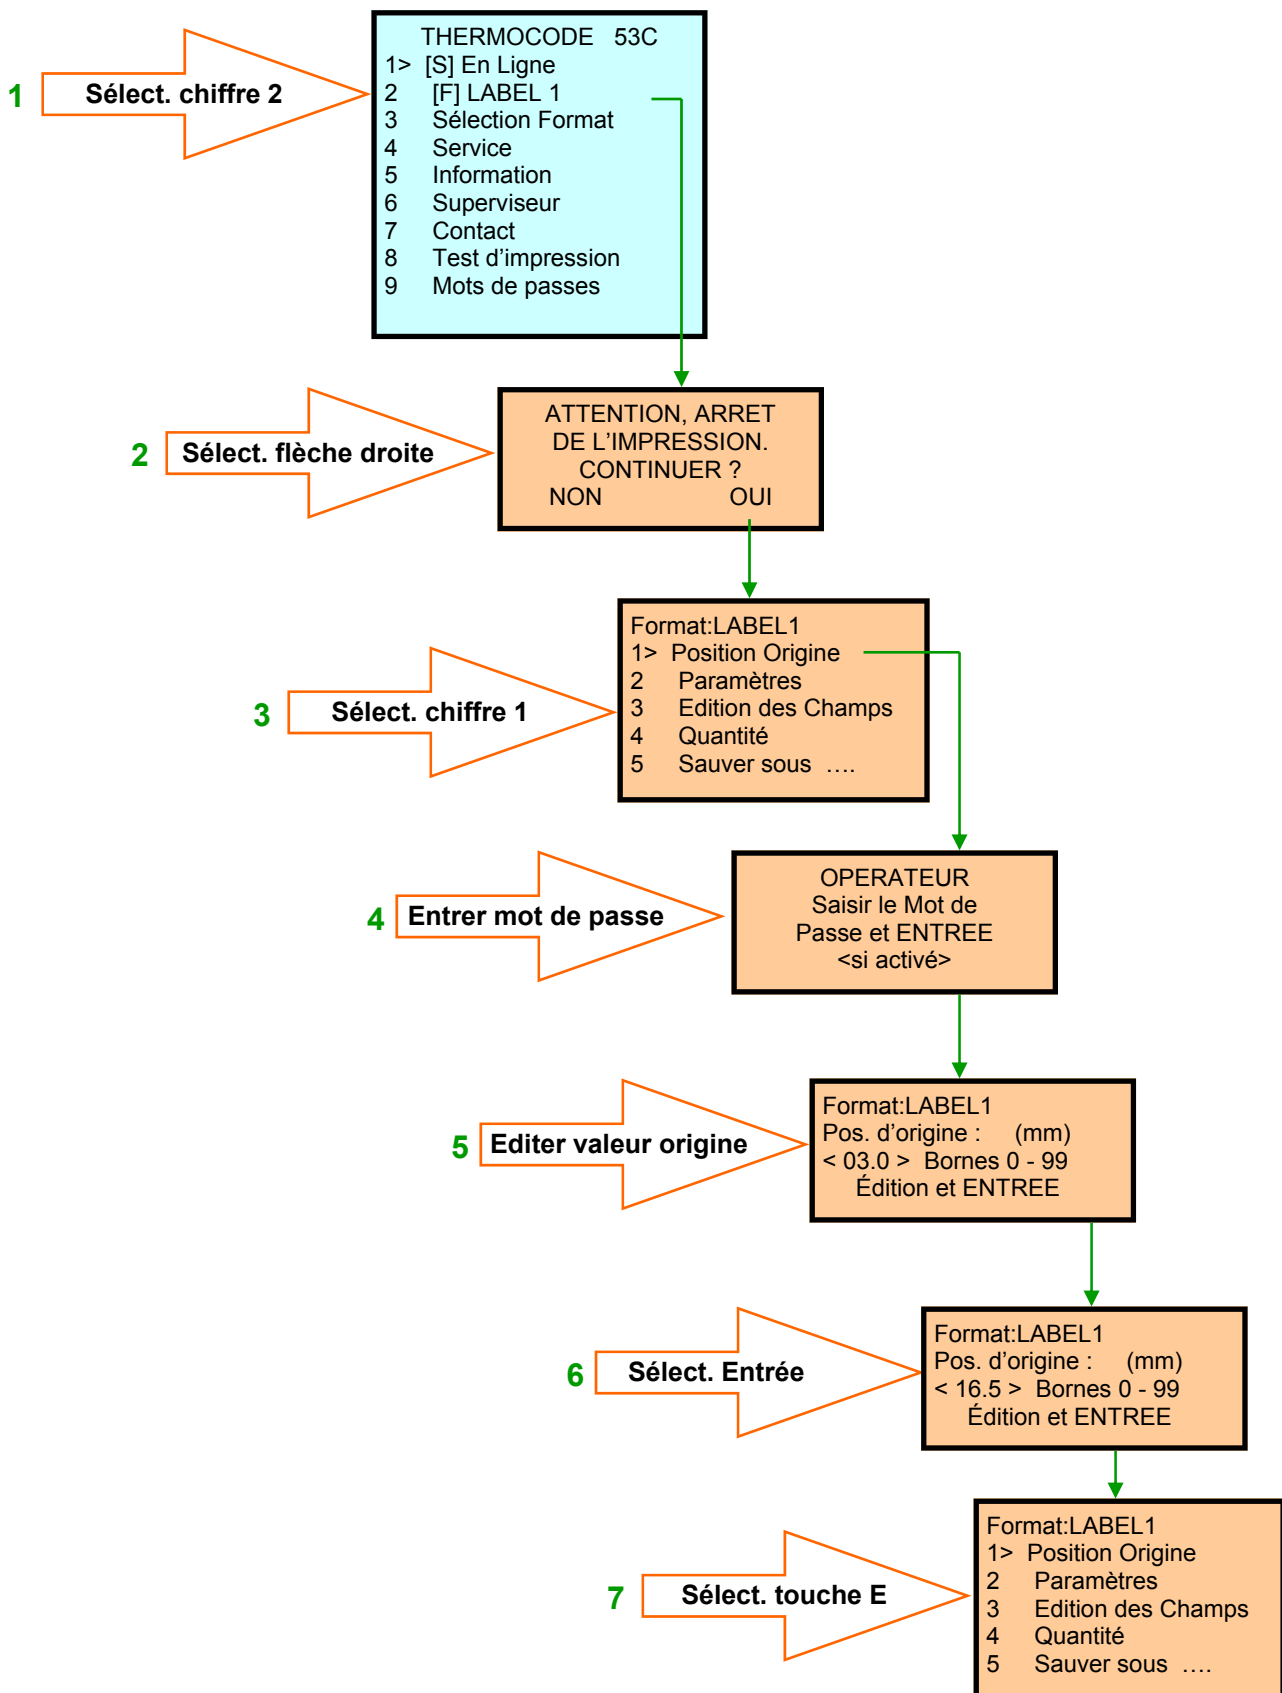 THERMOCODE 53C
1> [S] En Ligne
2 [F] LABEL 1
3 Sélection Format
4 Service
5 Information
6 Superviseur
7 Contact
8 Test d’impression
9 Mots de passes
1 Sélect. chiffre 2
ATTENTION, ARRET
DE L’IMPRESSION.
CONTINUER ?
NON OUI
2 Sélect. flèche droite
Format:LABEL1
1> Position Origine
2 Paramètres
3 Edition des Champs
4 Quantité
5 Sauver sous ….
3 Sélect. chiffre 1
OPERATEUR
Saisir le Mot de
Passe et ENTREE
<si activé>
4 Entrer mot de passe
Format:LABEL1
Pos. d’origine : (mm)
< 03.0 > Bornes 0 - 99
Édition et ENTREE
5 Editer valeur origine
Format:LABEL1
Pos. d’origine : (mm)
< 16.5 > Bornes 0 - 99
Édition et ENTREE
6 Sélect. Entrée
Format:LABEL1
1> Position Origine
2 Paramètres
3 Edition des Champs
4 Quantité
5 Sauver sous ….
7 Sélect. touche E